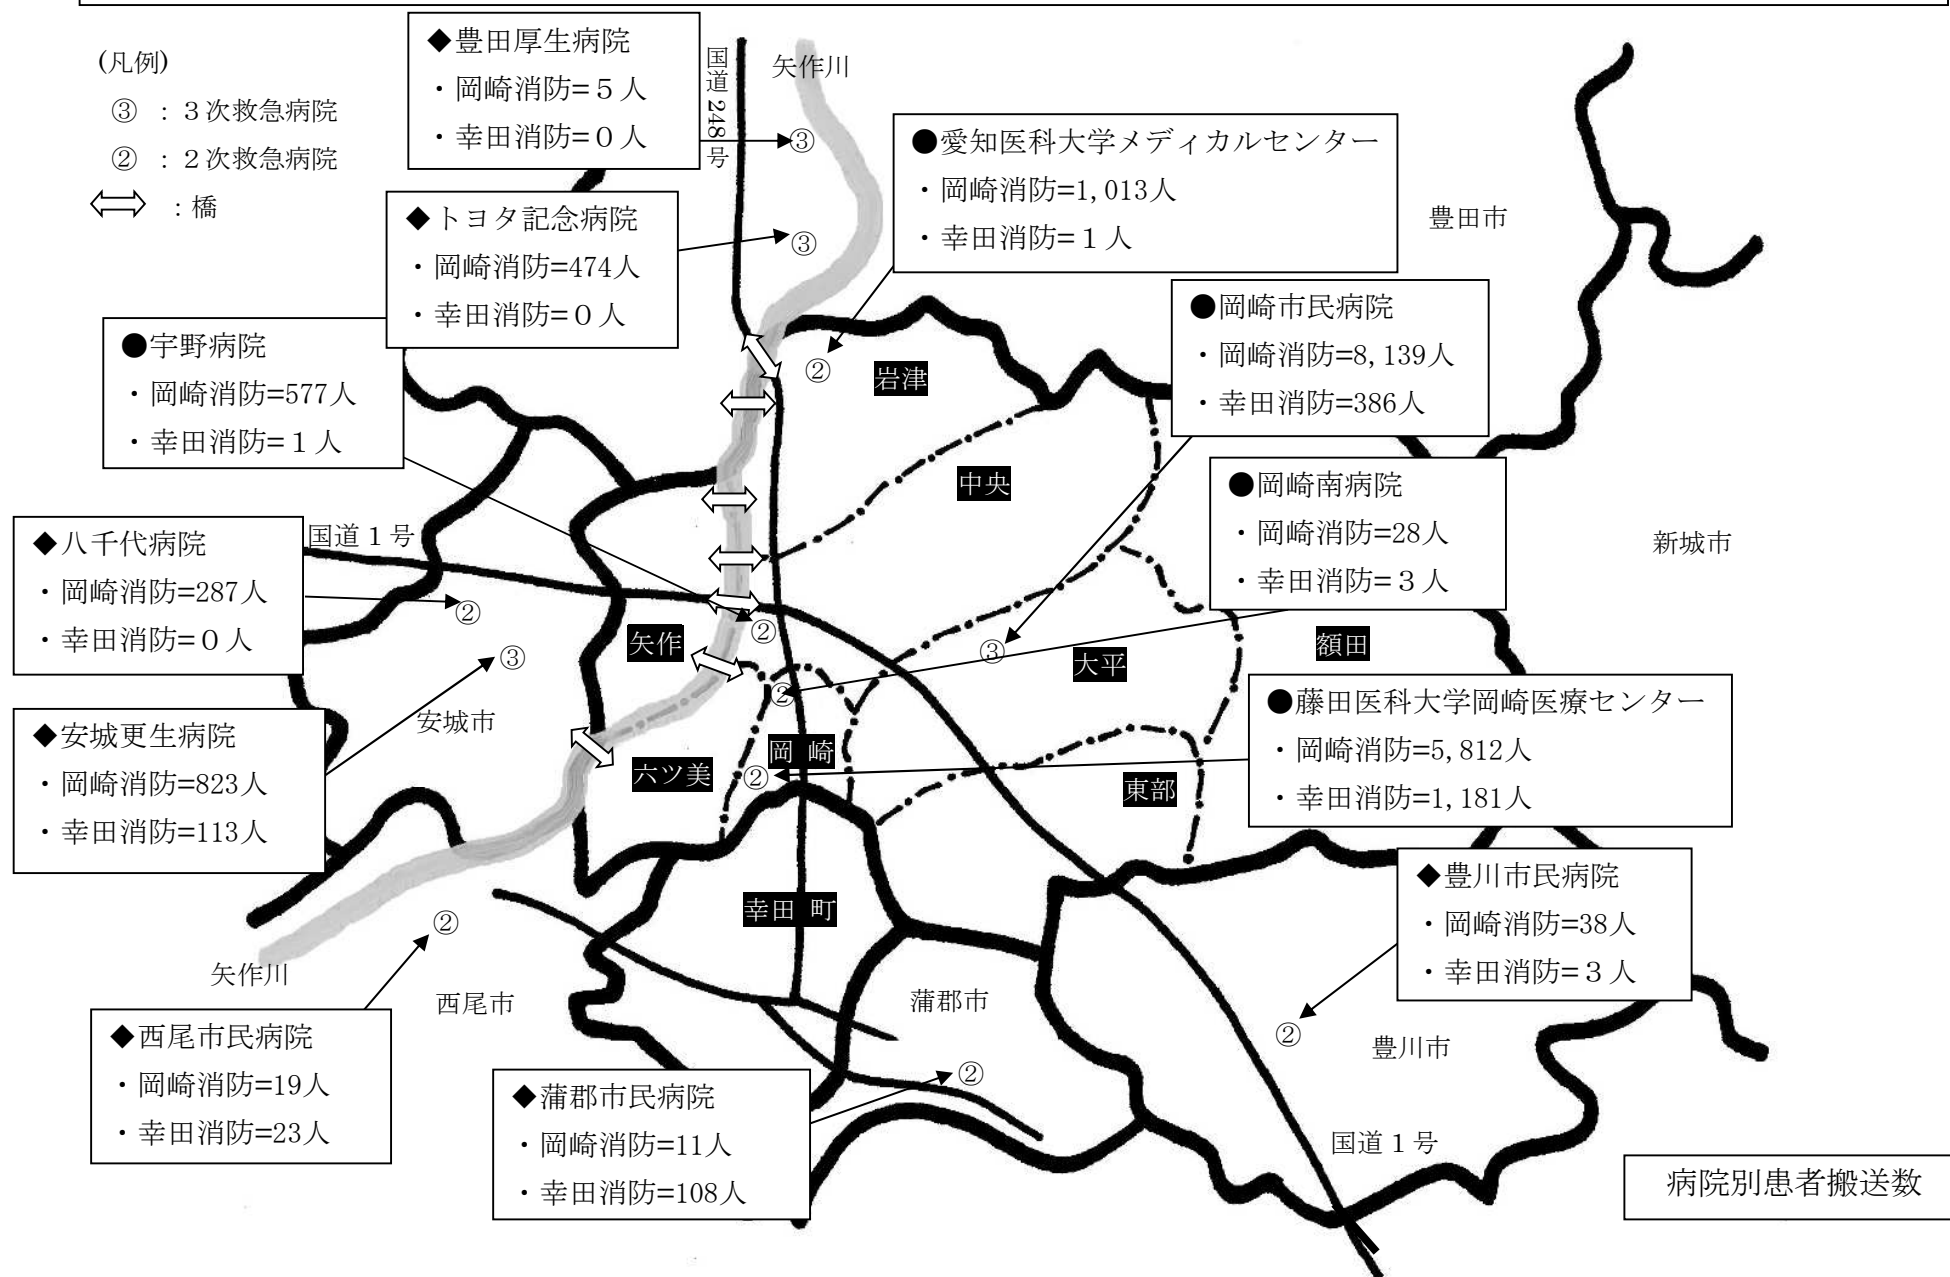 (凡例)
③ : 3次救急病院
② : 2次救急病院
: 橋
◆豊田厚生病院
・岡崎消防=5人
・幸田消防=0人
国道248号
矢作川
③
◆トヨタ記念病院
・岡崎消防=474人
・幸田消防=0人
③
●愛知医科大学メディカルセンター
・岡崎消防=1,013人
・幸田消防=1人
②
豊田市
●宇野病院
・岡崎消防=577人
・幸田消防=1人
岩津
●岡崎市民病院
・岡崎消防=8,139人
・幸田消防=386人
中央
●岡崎南病院
・岡崎消防=28人
・幸田消防=3人
新城市
◆八千代病院
・岡崎消防=287人
・幸田消防=0人
国道1号
②
③
矢作
②
②
③
大平
額田
◆安城更生病院
・岡崎消防=823人
・幸田消防=113人
安城市
六ツ美
岡崎
②
東部
●藤田医科大学岡崎医療センター
・岡崎消防=5,812人
・幸田消防=1,181人
幸田町
◆豊川市民病院
・岡崎消防=38人
・幸田消防=3人
②
矢作川
西尾市
蒲郡市
②
豊川市
◆西尾市民病院
・岡崎消防=19人
・幸田消防=23人
◆蒲郡市民病院
・岡崎消防=11人
・幸田消防=108人
②
国道1号
病院別患者搬送数